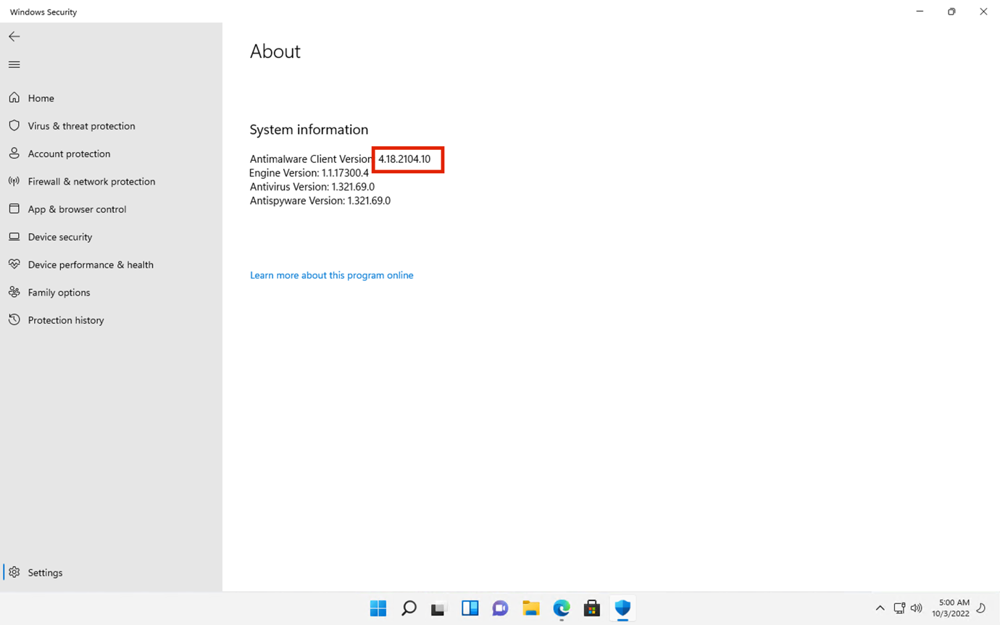 Windows Security
About
Home
Virus & threat protection
Account protection
Firewall & network protection
App & browser control
Device security
Device performance & health
Family options
Protection history
Settings
System information
Antimalware Client Version 4.18.2104.10
Engine Version: 1.1.17300.4
Antivirus Version: 1.321.69.0
Antispyware Version: 1.321.69.0
Learn more about this program online
5:00 AM
10/3/2022